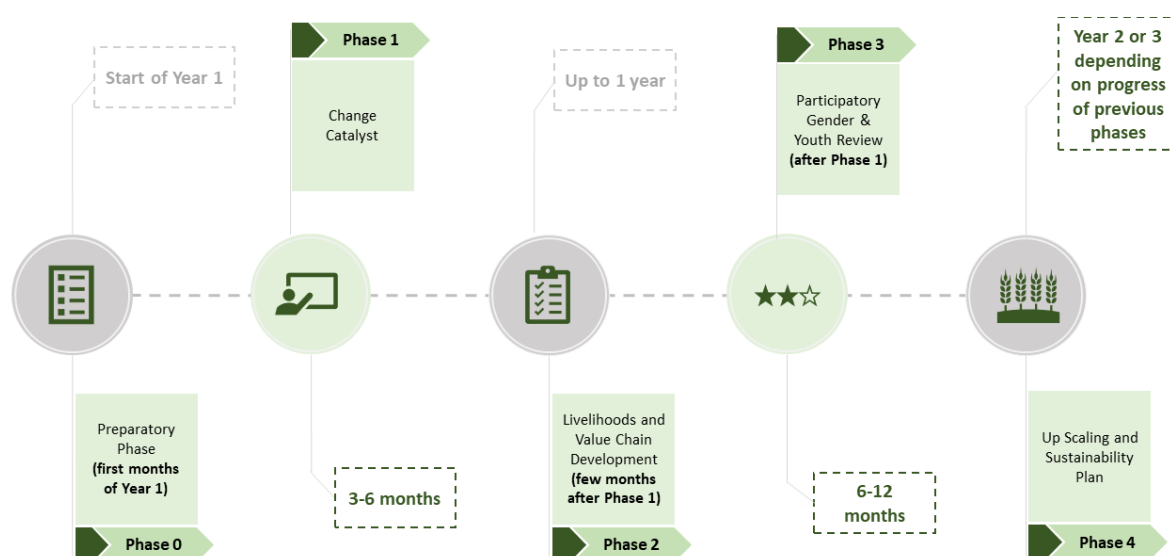 Start of Year 1
Preparatory
Phase
(first months
of Year 1)
Phase 0
Phase 1
Change
Catalyst
3-6 months
Up to 1 year
Livelihoods and
Value Chain
Development
(few months
after Phase 1)
Phase 2
Phase 3
Participatory
Gender &
Youth Review
(after Phase 1)
6-12
months
Year 2 or 3
depending
on progress
of previous
phases
Up Scaling and
Sustainability
Plan
Phase 4